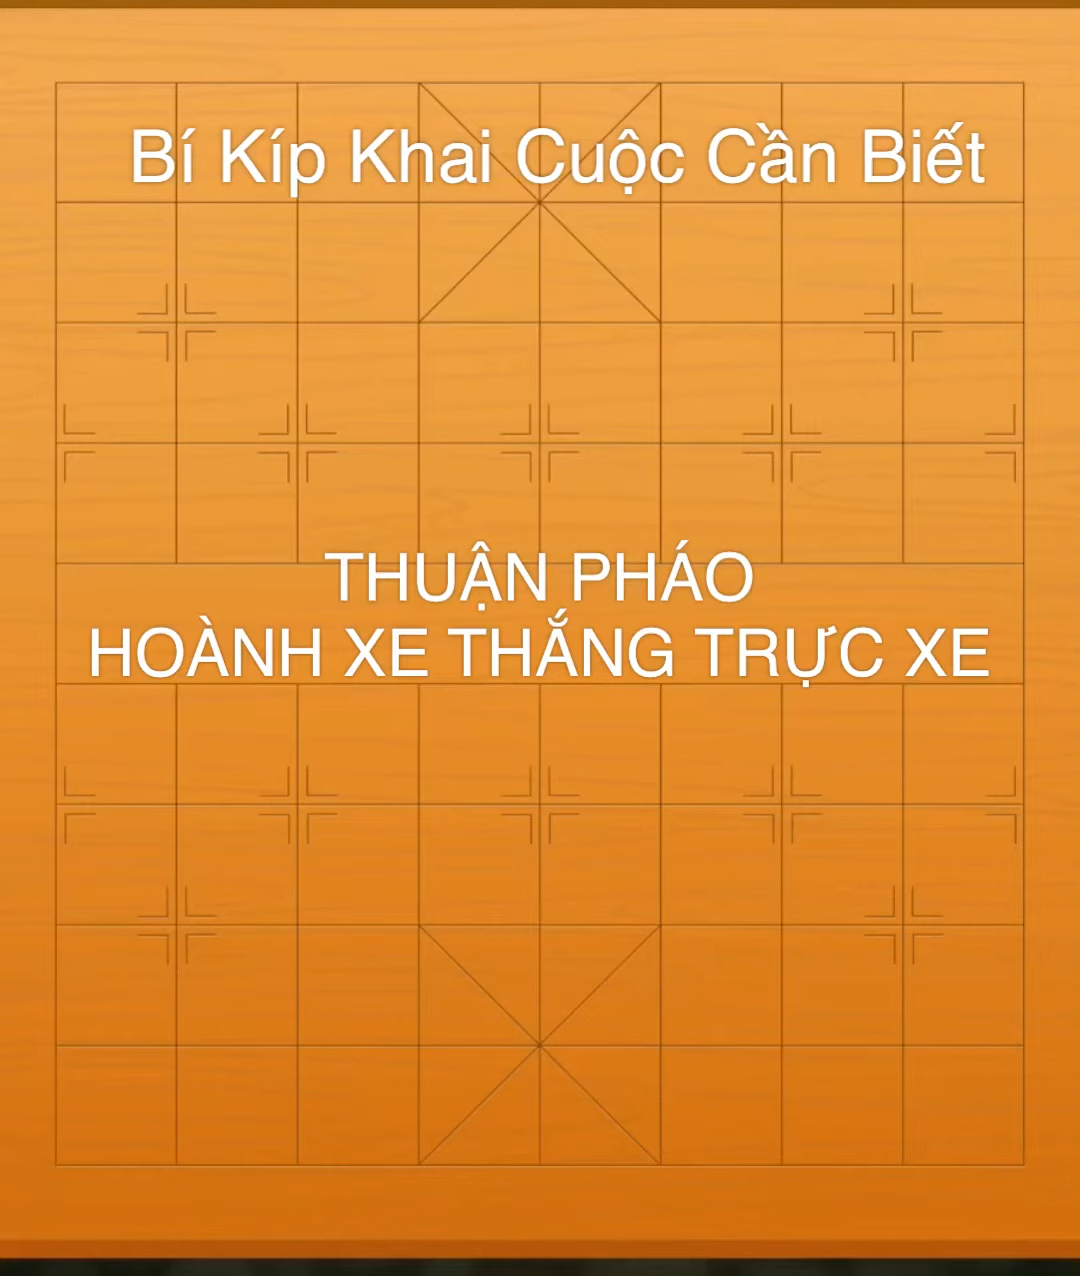 Bí Kíp Khai Cuộc Cần Biết
THUẬN PHÁO
HOÀNH XE THẮNG TRỰC XE